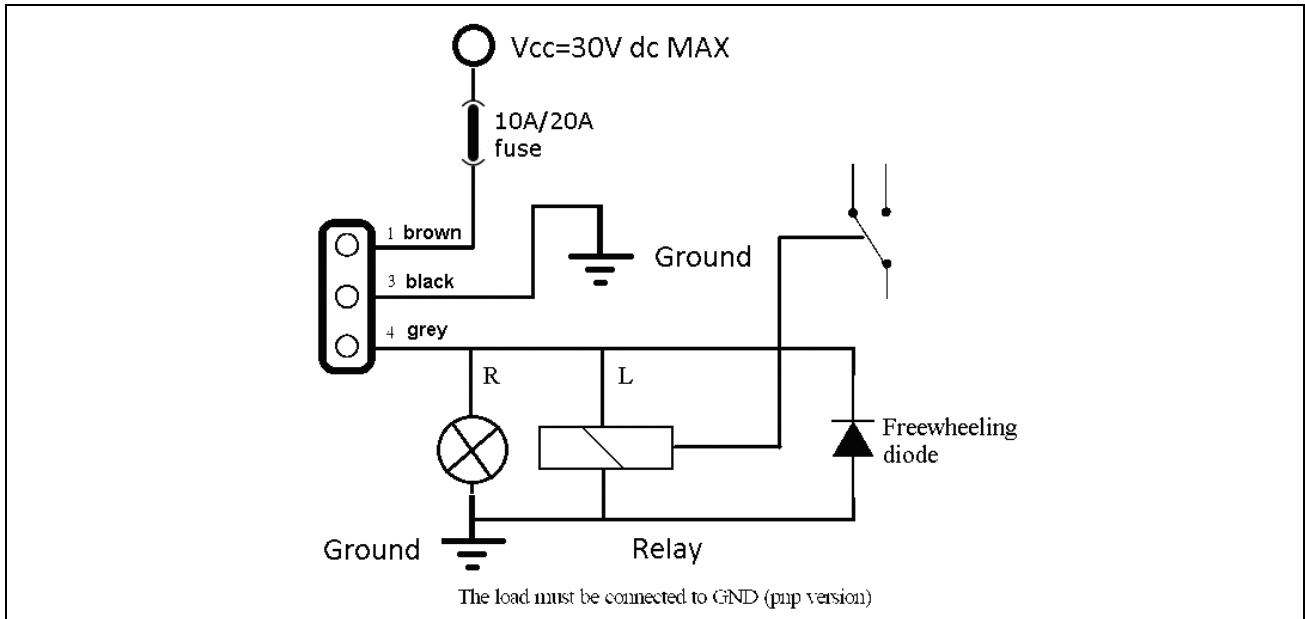 Vcc=30V dc MAX
10A/20A
fuse
1 brown
Ground
3 black
4 grey
R
L
Freewheeling
diode
Ground
Relay
The load must be connected to GND (pnp version)